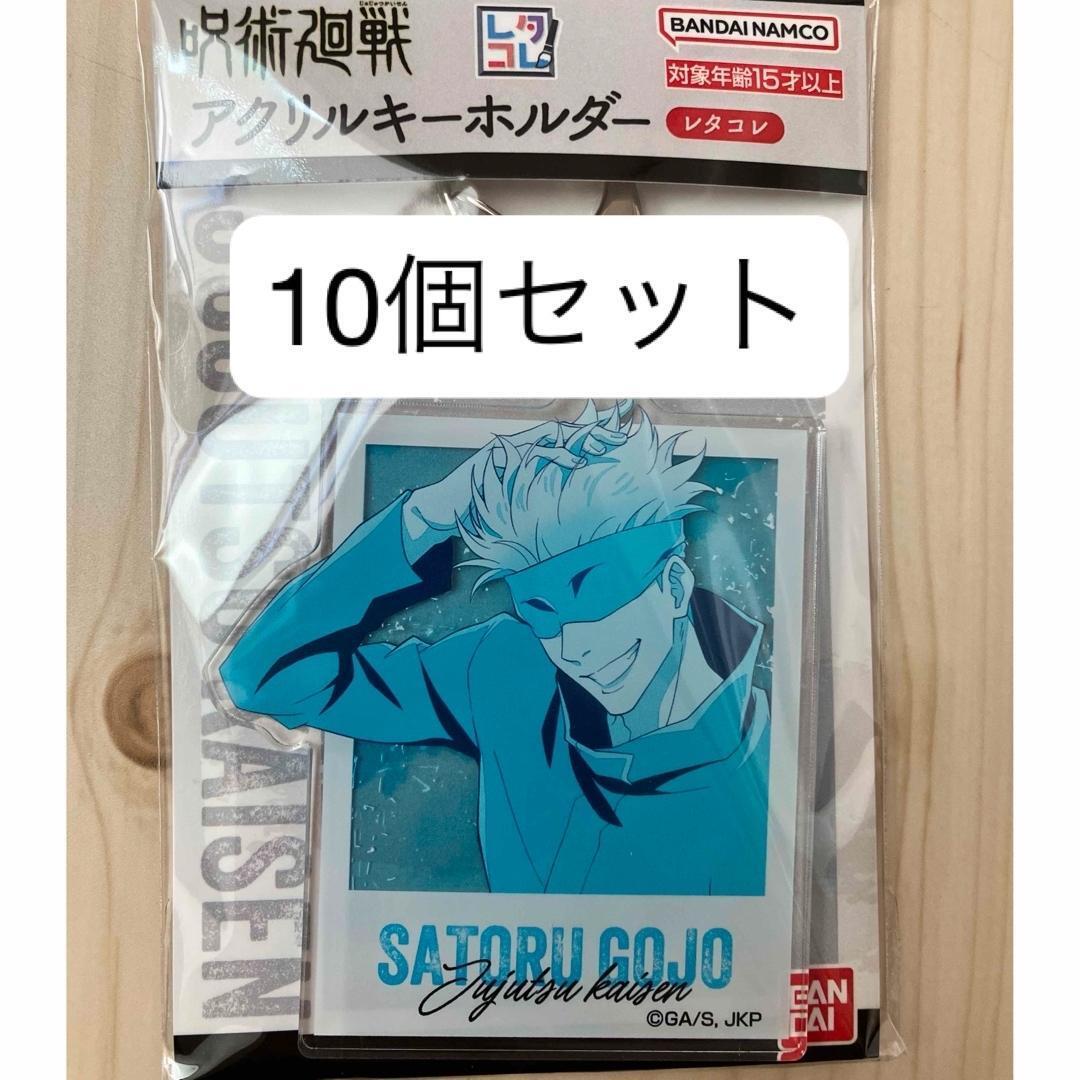 じゅじゅつかいせん
呪術廻戦
レタコレ
BANDAI NAMCO
対象年齢15才以上
アクリルキーホルダー
レタコレ
10個セット
JUJUTSU KAISEN
SATORU GOJO
Jujutsu kaisen
©GA/S, JKP
BAN
DAI